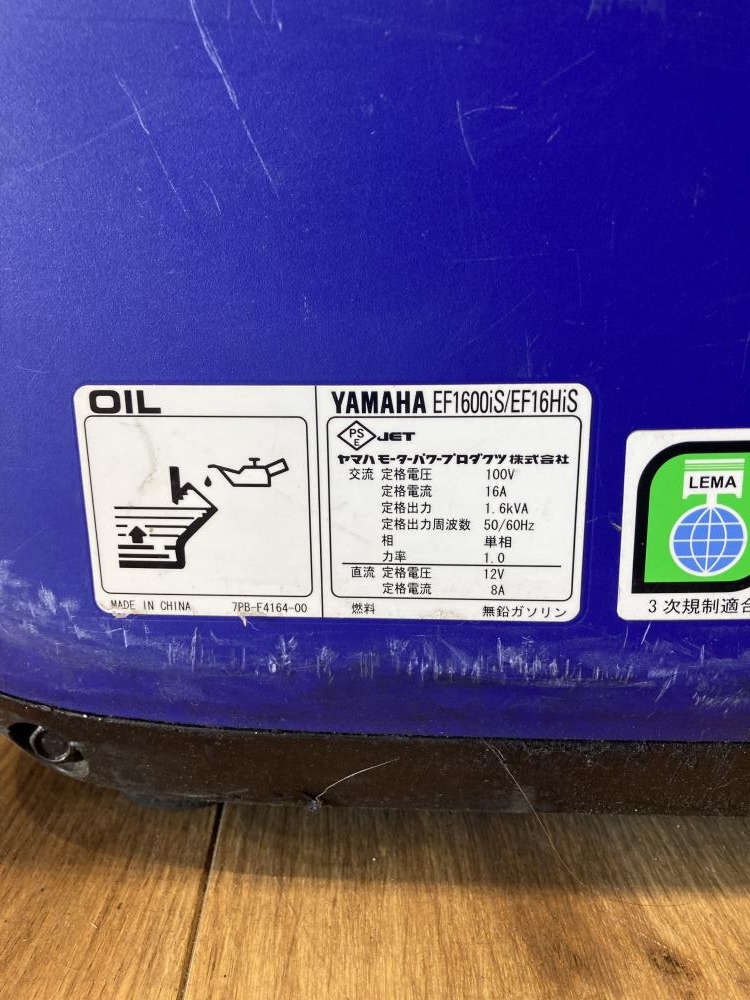 OIL
MADE IN CHINA 7PB-F4164-00
YAMAHA EF1600iS/EF16HiS
PS
E
JET
ヤマハモーターパワープロダクツ株式会社
交流 定格電圧 100V
定格電流 16A
定格出力 1.6kVA
定格出力周波数 50/60Hz
相 単相
力率 1.0
直流 定格電圧 12V
定格電流 8A
燃料 無鉛ガソリン
LEMA
3次規制適合